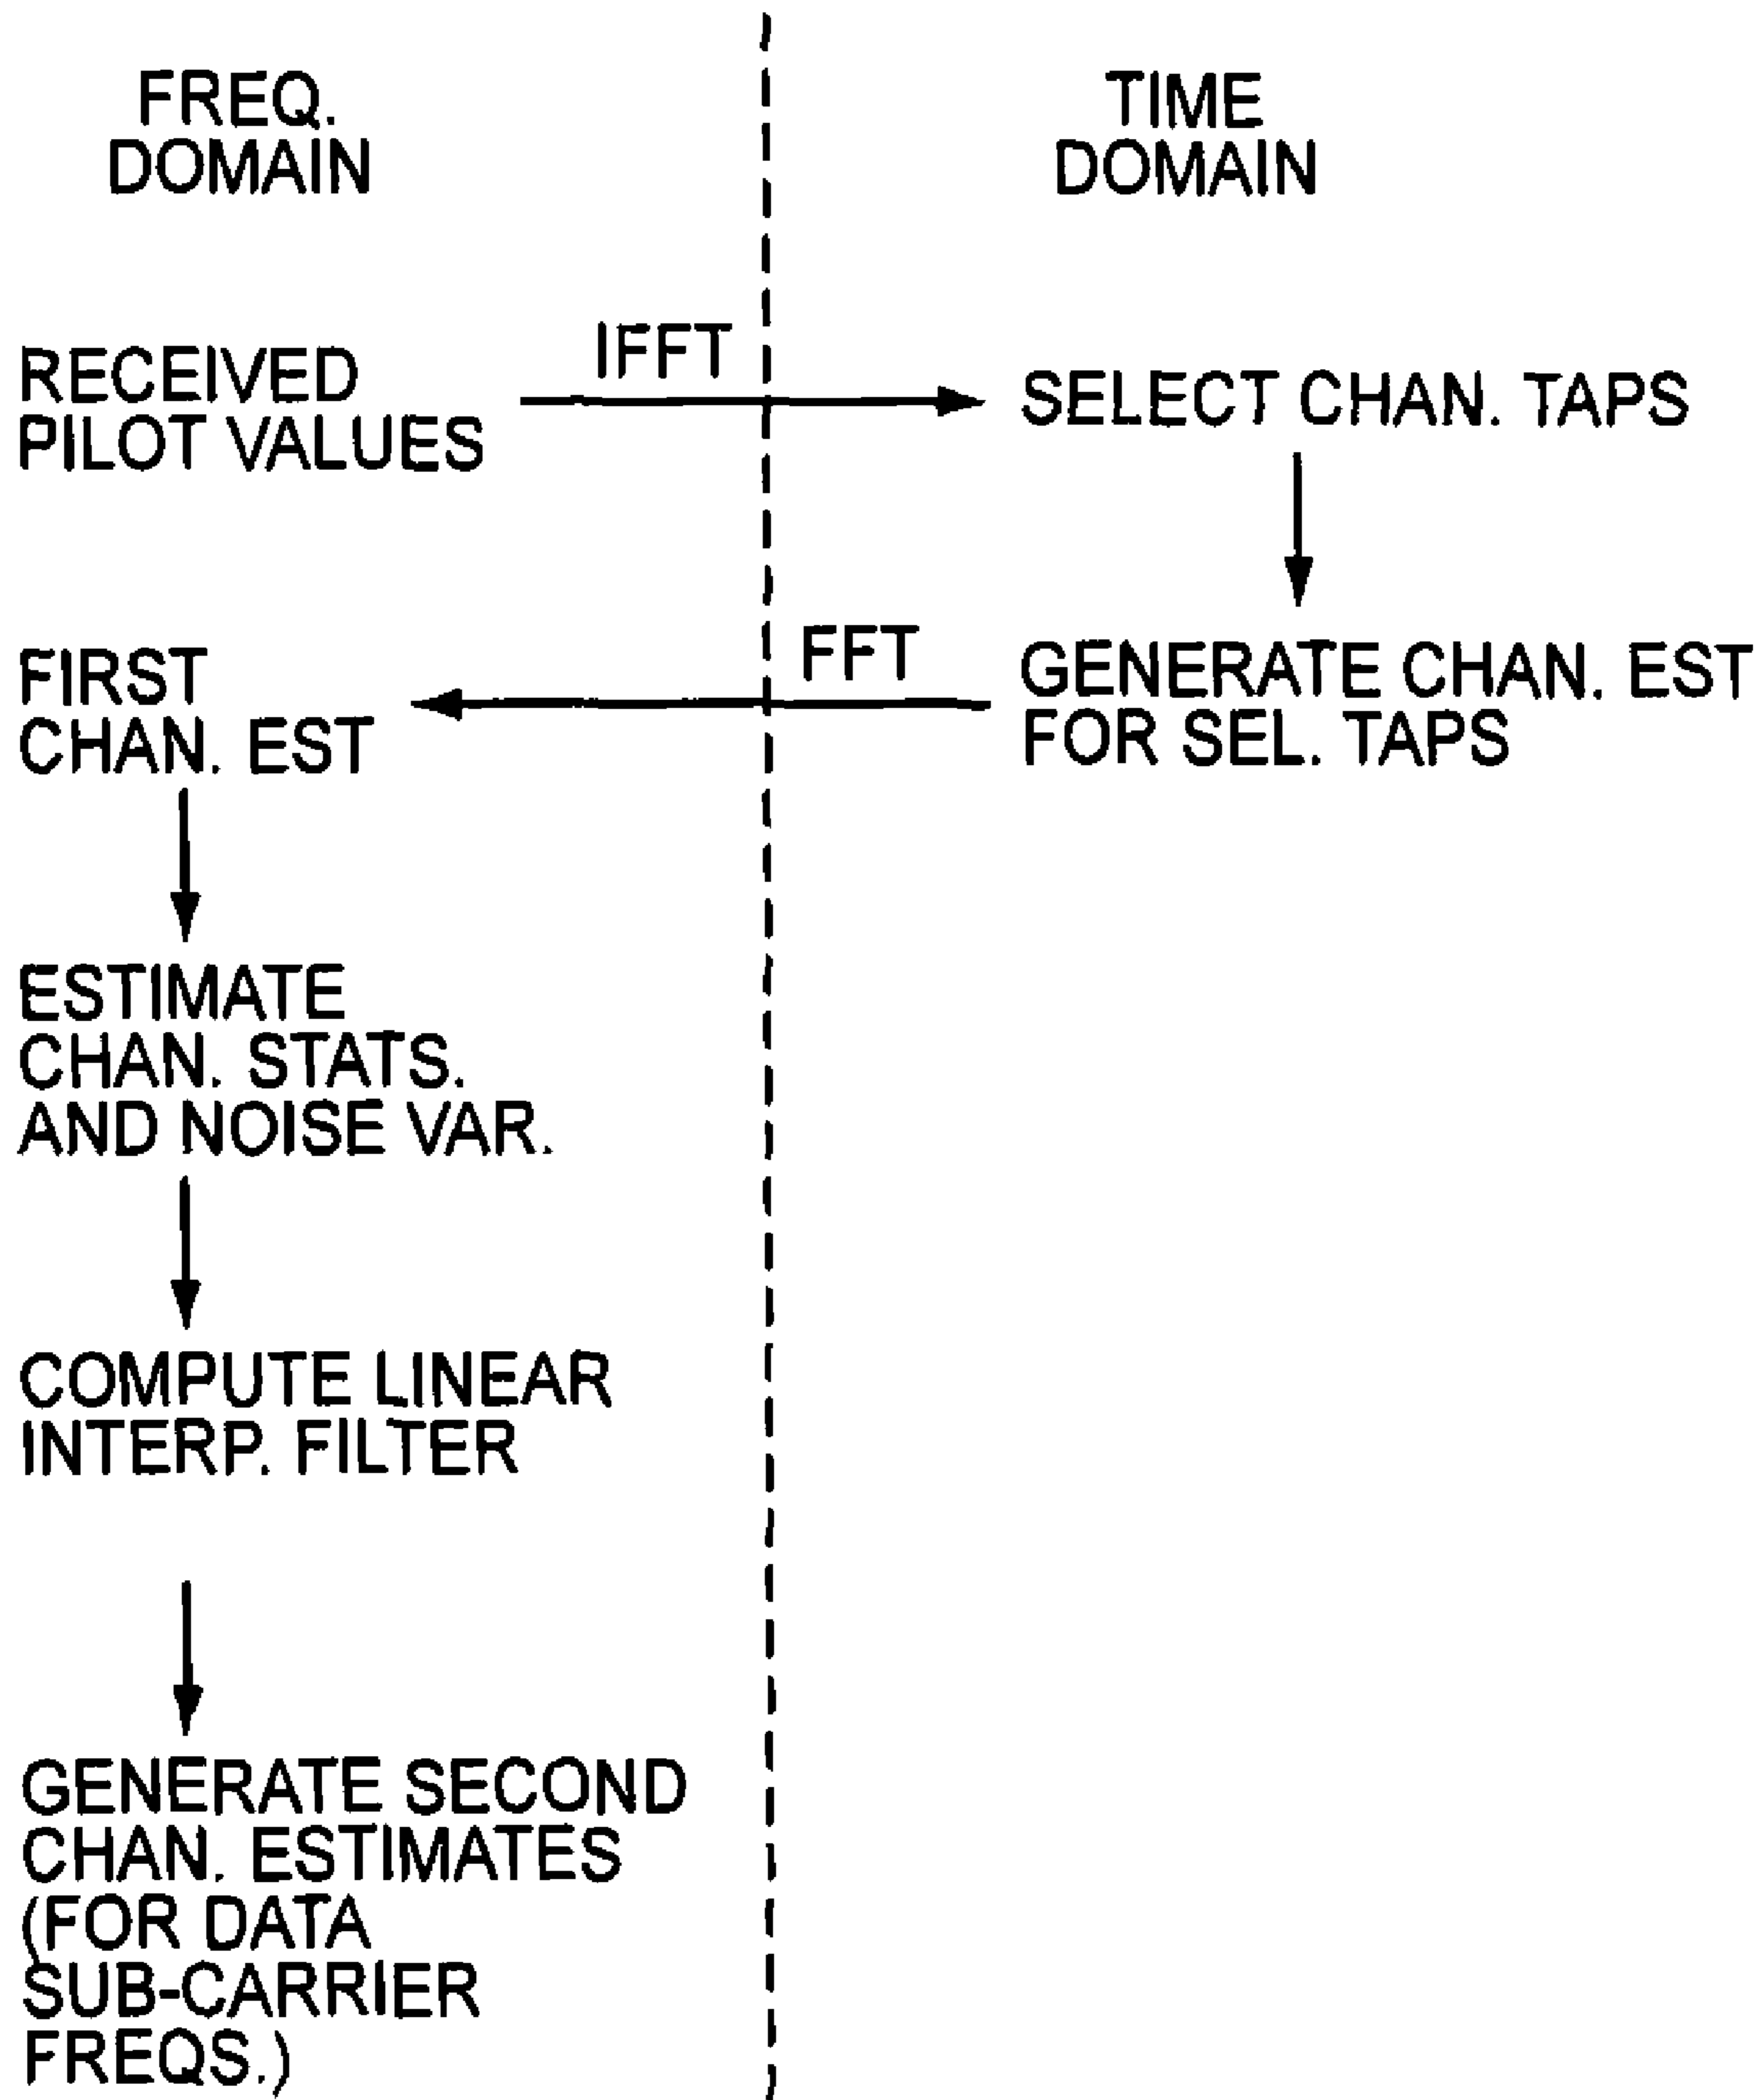 FREQ.
DOMAIN
TIME
DOMAIN
IFFT
RECEIVED
PILOT VALUES
SELECT CHAN. TAPS
FFT
FIRST
CHAN. EST
GENERATE CHAN. EST
FOR SEL. TAPS
ESTIMATE
CHAN. STATS.
AND NOISE VAR.
COMPUTE LINEAR
INTERP. FILTER
GENERATE SECOND
CHAN. ESTIMATES
(FOR DATA
SUB-CARRIER
FREQS.)